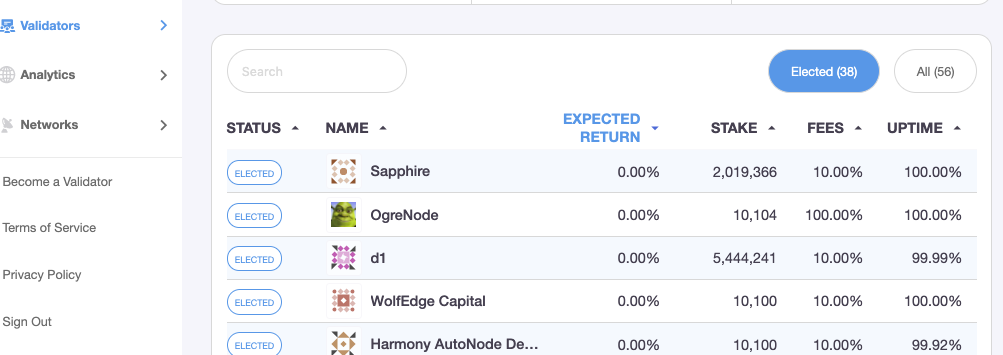 Validators
Analytics
Networks
Become a Validator
Terms of Service
Privacy Policy
Sign Out
Search
Elected (38)
All (56)
STATUS NAME EXPECTED RETURN STAKE FEES UPTIME
ELECTED Sapphire 0.00% 2,019,366 10.00% 100.00%
ELECTED OgreNode 0.00% 10,104 100.00% 100.00%
ELECTED d1 0.00% 5,444,241 10.00% 99.99%
ELECTED WolfEdge Capital 0.00% 10,100 10.00% 100.00%
ELECTED Harmony AutoNode De... 0.00% 10,100 10.00% 99.92%